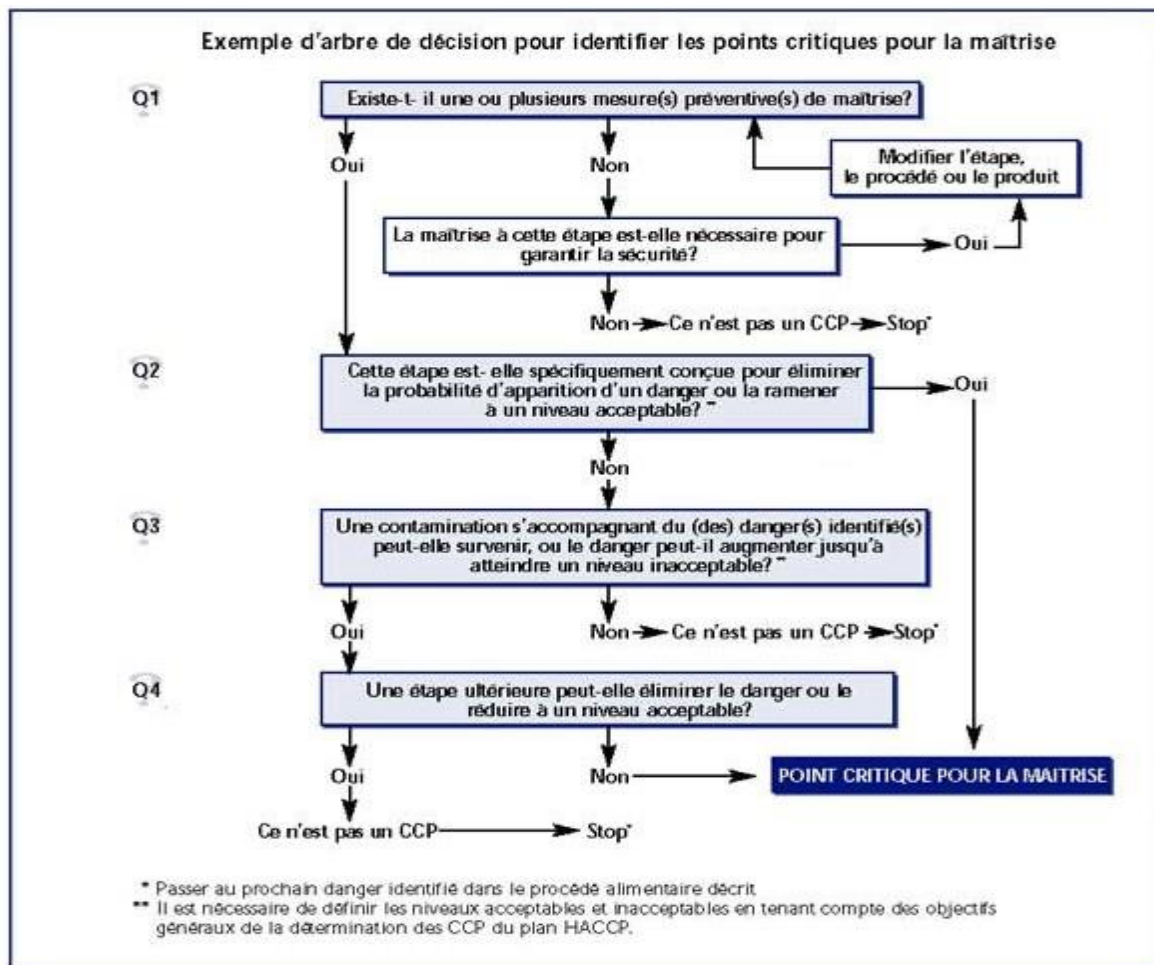 Exemple d'arbre de décision pour identifier les points critiques pour la maîtrise
Q1
Existe-t- il une ou plusieurs mesure(s) préventive(s) de maîtrise?
Oui
Non
Modifier l'étape,
le procédé ou le produit
La maîtrise à cette étape est-elle nécessaire pour
garantir la sécurité?
Oui
Non
Ce n'est pas un CCP
Stop*
Q2
Cette étape est- elle spécifiquement conçue pour éliminer
la probabilité d'apparition d'un danger ou la ramener
à un niveau acceptable? **
Oui
Non
Q3
Une contamination s'accompagnant du (des) danger(s) identifié(s)
peut-elle survenir, ou le danger peut-il augmenter jusqu'à
atteindre un niveau inacceptable? **
Oui
Non
Ce n'est pas un CCP
Stop*
Q4
Une étape ultérieure peut-elle éliminer le danger ou le
réduire à un niveau acceptable?
Oui
Non
POINT CRITIQUE POUR LA MAITRISE
Ce n'est pas un CCP
Stop*
* Passer au prochain danger identifié dans le procédé alimentaire décrit
** Il est nécessaire de définir les niveaux acceptables et inacceptables en tenant compte des objectifs
généraux de la détermination des CCP du plan HACCP.